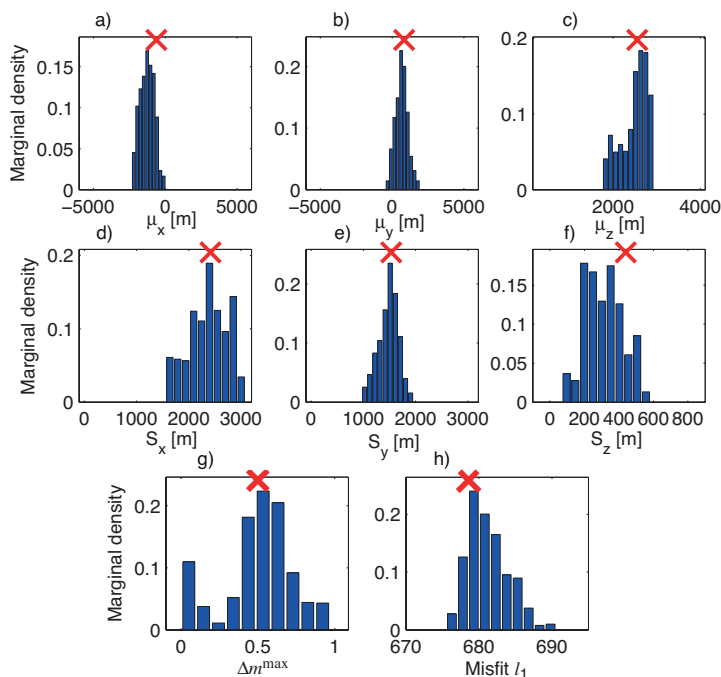 a) b) c)
Marginal density
0.15
0.1
0.05
0
−5000 0 5000
μx [m]
0.2
0.1
0
−5000 0 5000
μy [m]
0.2
0.1
0
2000 4000
μz [m]
d) e) f)
Marginal density
0.2
0.1
0
0 1000 2000 3000
Sx [m]
0.2
0.1
0
0 1000 2000 3000
Sy [m]
0.15
0.1
0.05
0
0 200 400 600 800
Sz [m]
g) h)
Marginal density
0.2
0.1
0
0 0.5 1
Δm^max
0.2
0.1
0
670 680 690
Misfit l1